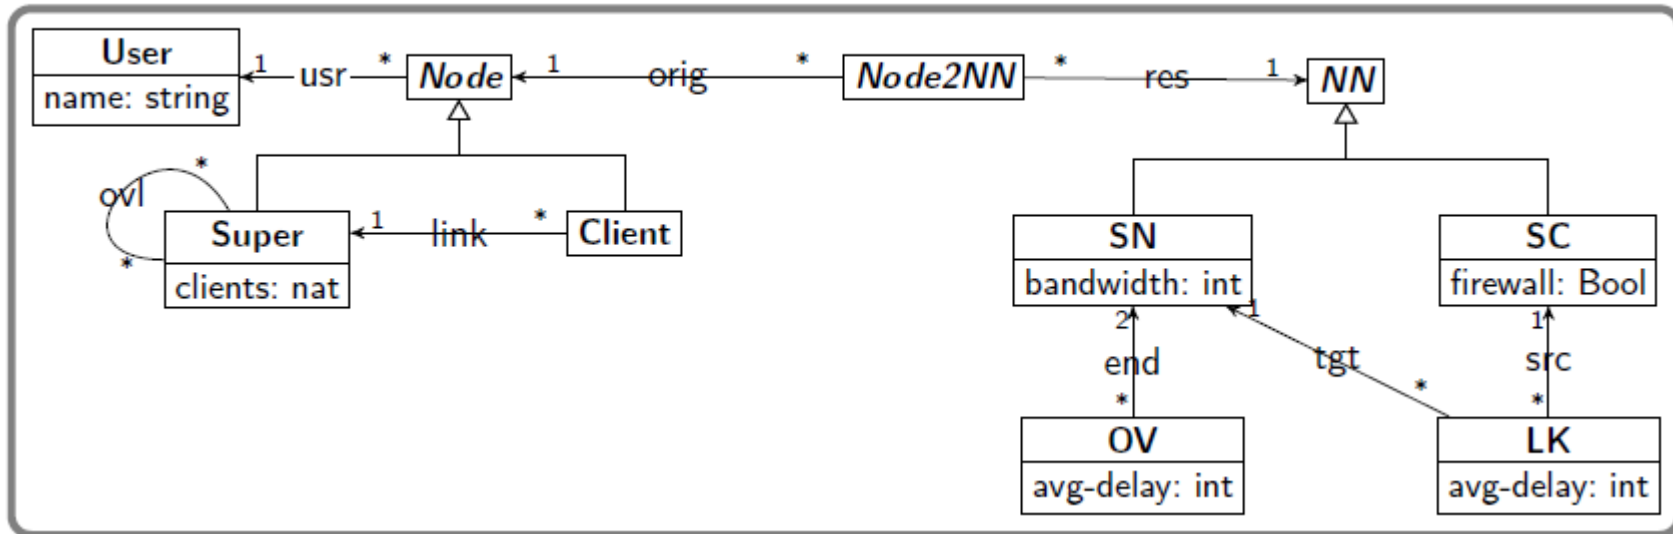 User
name: string
1 usr *
Node
1 orig *
Node2NN
* res 1
NN
ovl
*
*
Super
clients: nat
1 link *
Client
SN
bandwidth: int
SC
firewall: Bool
2
end
*
1
tgt
*
1
src
*
OV
avg-delay: int
LK
avg-delay: int